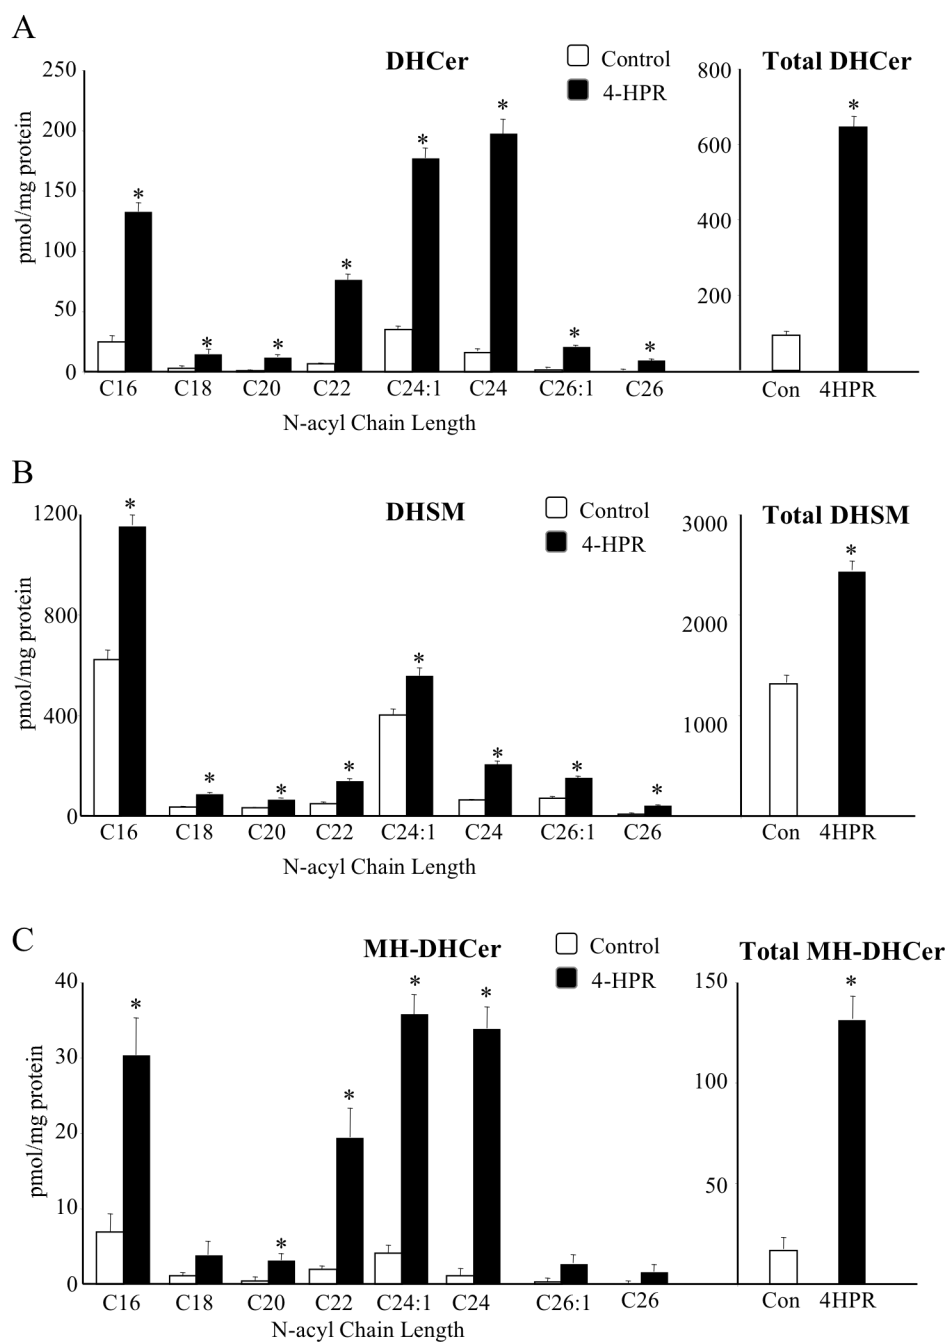 A
DHCer
Control
4-HPR
Total DHCer
250
200
150
100
50
0
pmol/mg protein
* * * * * * * *
C16 C18 C20 C22 C24:1 C24 C26:1 C26
N-acyl Chain Length
800
600
400
200
*
Con 4HPR
B
DHSM
Control
4-HPR
Total DHSM
1200
800
400
0
pmol/mg protein
* * * * * * * *
C16 C18 C20 C22 C24:1 C24 C26:1 C26
N-acyl Chain Length
3000
2000
1000
*
Con 4HPR
C
MH-DHCer
Control
4-HPR
Total MH-DHCer
40
30
20
10
0
pmol/mg protein
* * * * *
C16 C18 C20 C22 C24:1 C24 C26:1 C26
N-acyl Chain Length
150
100
50
*
Con 4HPR